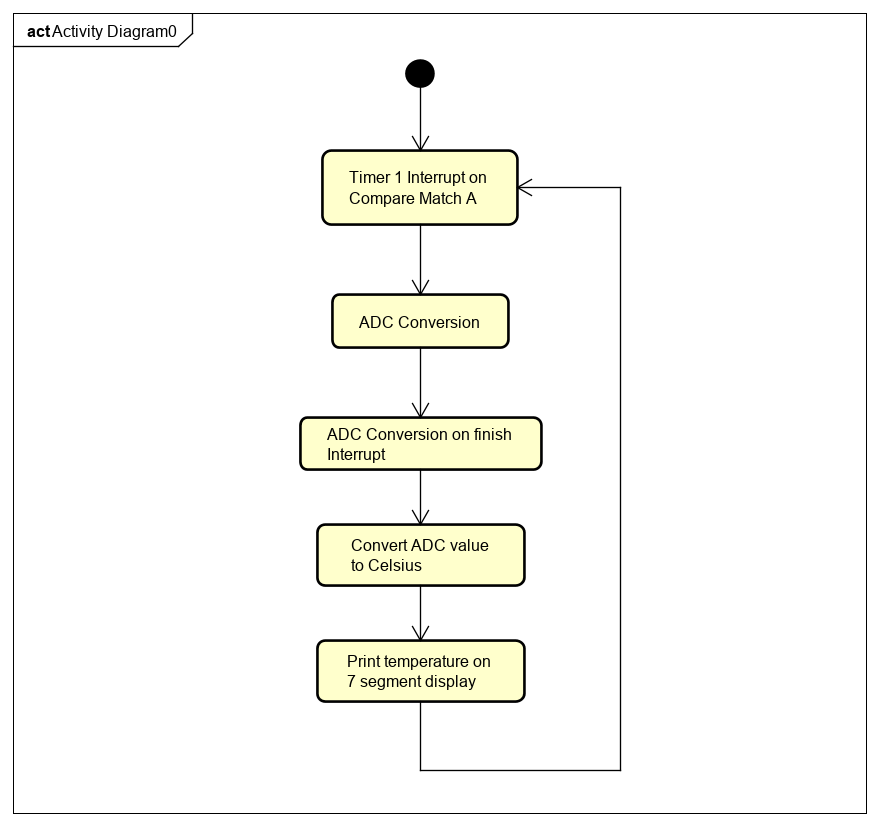 act Activity Diagram0
Timer 1 Interrupt on
Compare Match A
ADC Conversion
ADC Conversion on finish
Interrupt
Convert ADC value
to Celsius
Print temperature on
7 segment display